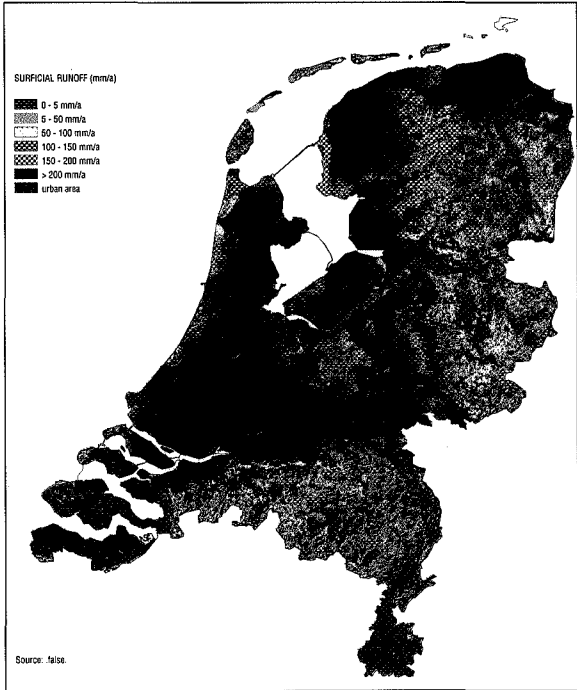 SURFICIAL RUNOFF (mm/a)
0 - 5 mm/a
5 - 50 mm/a
50 - 100 mm/a
100 - 150 mm/a
150 - 200 mm/a
> 200 mm/a
urban area
Source: .false.